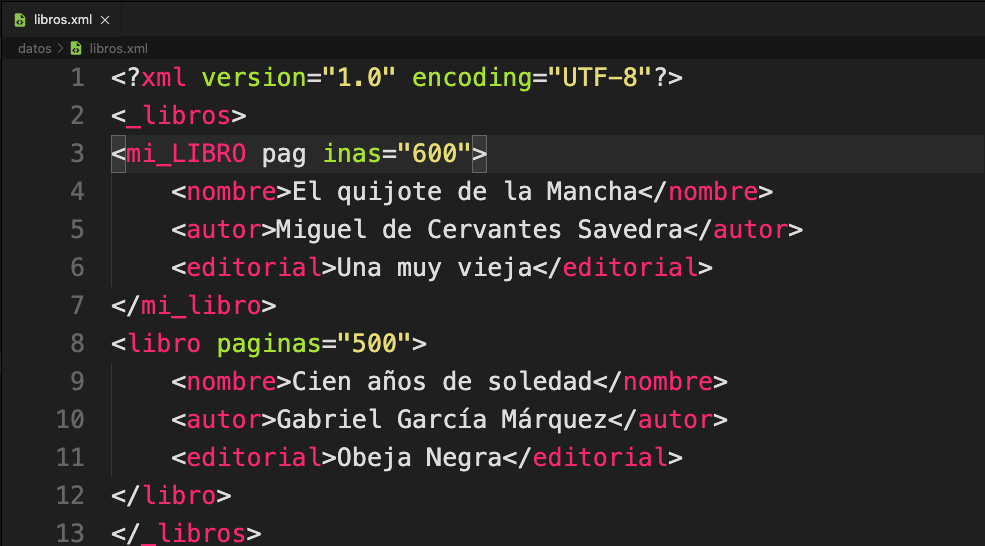 libros.xml ×
datos > libros.xml
1 <?xml version="1.0" encoding="UTF-8"?>
2 <_libros>
3 <mi_LIBRO pag inas="600">
4     <nombre>El quijote de la Mancha</nombre>
5     <autor>Miguel de Cervantes Savedra</autor>
6     <editorial>Una muy vieja</editorial>
7 </mi_libro>
8 <libro paginas="500">
9     <nombre>Cien años de soledad</nombre>
10     <autor>Gabriel García Márquez</autor>
11     <editorial>Obeja Negra</editorial>
12 </libro>
13 </_libros>